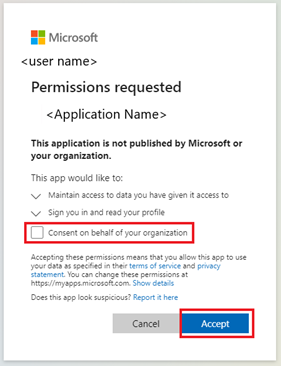 Microsoft
<user name>
Permissions requested
<Application Name>
This application is not published by Microsoft or
your organization.
This app would like to:
Maintain access to data you have given it access to
Sign you in and read your profile
Consent on behalf of your organization
Accepting these permissions means that you allow this app to
use your data as specified in their terms of service and privacy
statement. You can change these permissions at
https://myapps.microsoft.com. Show details
Does this app look suspicious? Report it here
Cancel
Accept